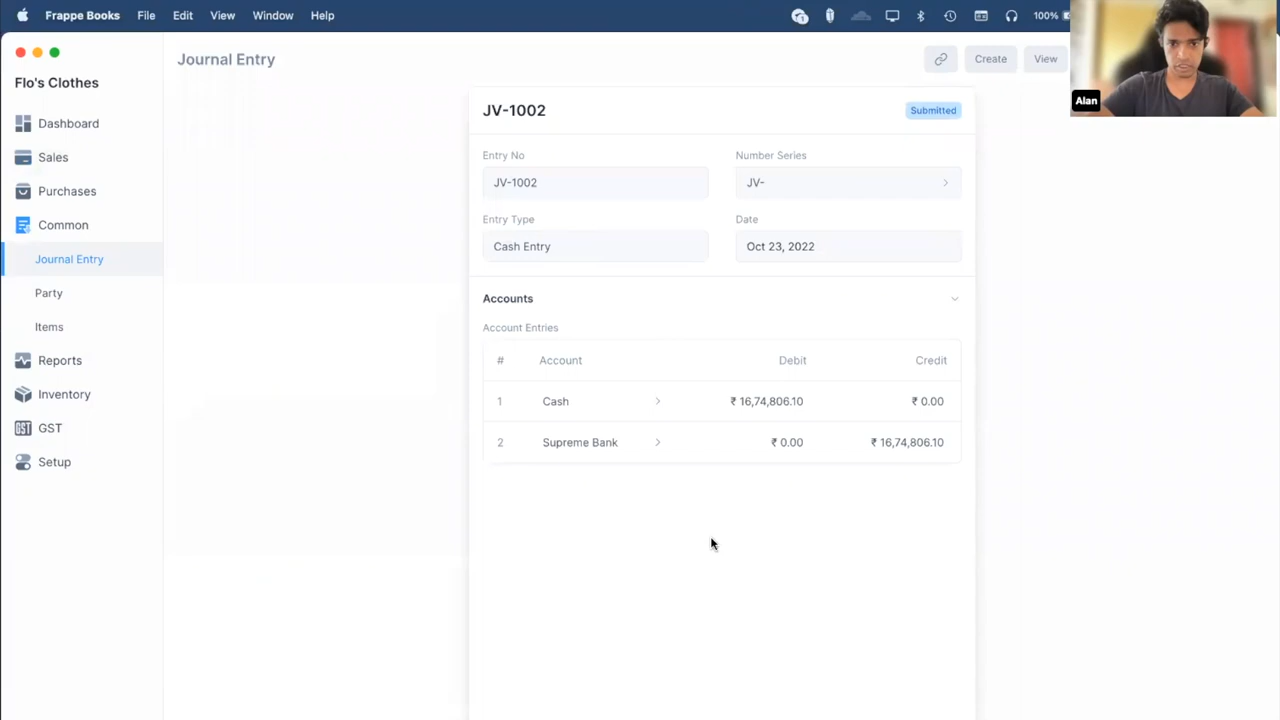 Frappe Books File Edit View Window Help 100%
Flo's Clothes
Dashboard
Sales
Purchases
Common
Journal Entry
Party
Items
Reports
Inventory
GST GST
Setup
Journal Entry
Create View
JV-1002 Submitted
Entry No Number Series
JV-1002 JV-
Entry Type Date
Cash Entry Oct 23, 2022
Accounts
Account Entries
# Account Debit Credit
1 Cash ₹ 16,74,806.10 ₹ 0.00
2 Supreme Bank ₹ 0.00 ₹ 16,74,806.10
Alan